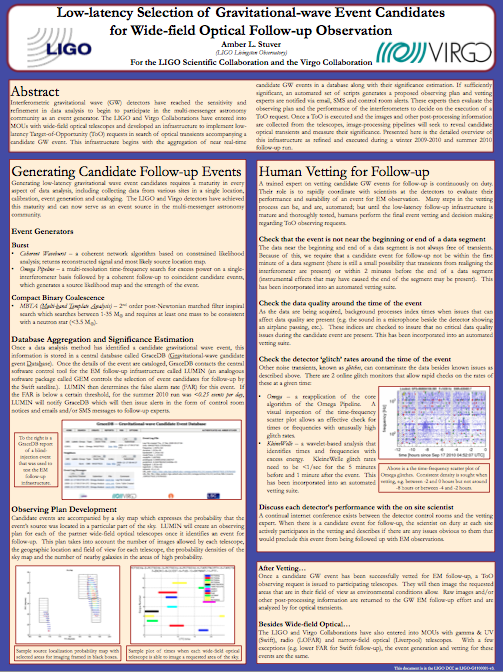 Low-latency Selection of Gravitational-wave Event Candidates
for Wide-field Optical Follow-up Observation
Amber L. Stuver
(LIGO Livingston Observatory)
For the LIGO Scientific Collaboration and the Virgo Collaboration
LIGO
VIRGO
Abstract
Interferometric gravitational wave (GW) detectors have reached the sensitivity and
refinement in data analysis to begin to participate in the multi-messenger astronomy
community as an event generator. The LIGO and Virgo Collaborations have entered into
MOUs with wide-field optical telescopes and developed an infrastructure to implement low-
latency Target-of-Opportunity (ToO) requests in search of optical transients accompanying a
candidate GW event. This infrastructure begins with the aggregation of near real-time
candidate GW events in a database along with their significance estimation. If sufficiently
significant, an automated set of scripts generates a proposed observing plan and vetting
experts are notified via email, SMS and control room alerts. These experts then evaluate the
observing plan and the performance of the interferometers to decide on the execution of a
ToO request. Once a ToO is executed and the images and other post-processing information
are collected from the telescopes, image-processing pipelines will seek to reveal candidate
optical transients and measure their significance. Presented here is the detailed overview of
this infrastructure as refined and executed during a winter 2009-2010 and summer 2010
follow-up run.
Generating Candidate Follow-up Events
Generating low-latency gravitational wave event candidates requires a maturity in every
aspect of data analysis, including collecting data from various sites in a single location,
calibration, event generation and cataloging. The LIGO and Virgo detectors have achieved
this maturity and can now serve as an event source in the multi-messenger astronomy
community.
Event Generators
Burst
• Coherent Waveburst – a coherent network algorithm based on constrained likelihood
analysis; returns reconstructed signal and most likely source location map.
• Omega Pipeline – a multi-resolution time-frequency search for excess power on a single-
interferometer basis followed by a coherent follow-up to coincident candidate events,
which generates a source likelihood map and the strength of the event.
Compact Binary Coalescence
• MBTA (Multi-band Template Analysis) – 2nd order post-Newtonian matched filter inspiral
search which searches between 1-35 M⊙ and requires at least one mass to be consistent
with a neutron star (<3.5 M⊙).
Database Aggregation and Significance Estimation
Once a data analysis method has identified a candidate gravitational wave event, this
information is stored in a central database called GraceDB (Gravitational-wave candidate
event Database). Once the details of the event are cataloged, GraceDB contacts the central
software control tool for the EM follow-up infrastructure called LUMIN (an analogous
software package called GEM controls the selection of event candidates for follow-up by
the Swift satellite). LUMIN then determines the false alarm rate (FAR) for this event. If
the FAR is below a certain threshold, for the summer 2010 run was <0.25 events per day,
LUMIN will notify GraceDB which will then issue alerts in the form of control room
notices and emails and/or SMS messages to follow-up experts.
To the right is a
GraceDB report
of a blind-
injection event
that was used to
test the EM
follow-up
infrastructure.
GraceDB – Gravitational-wave Candidate Event Database
Observing Plan Development
Candidate events are accompanied by a sky map which expresses the probability that the
event's source was located in a particular part of the sky. LUMIN will create an observing
plan for each of the partner wide-field telescopes once it identifies an event for
follow-up. This plan takes into account the number of images allowed by each telescope,
the geographic location and field of view for each telescope, the probability densities of the
sky map and the number of nearby galaxies in the areas of high probability.
Sample source localization probability map with
selected areas for imaging framed in black boxes.
Sample plot of times when each wide-field optical
telescope is able to image a requested area of the sky.
Human Vetting for Follow-up
A trained expert on vetting candidate GW events for follow-up is continuously on duty.
Their role is to rapidly coordinate with scientists at the detectors to evaluate their
performance and suitability of an event for EM observation. Many steps in the vetting
process can be, and are, automated; but until the low-latency follow-up infrastructure is
mature and thoroughly tested, humans perform the final event vetting and decision making
regarding ToO observing requests.
Check that the event is not near the beginning or end of a data segment
The data near the beginning and end of a data segment is not always free of transients.
Because of this, we require that a candidate event for follow-up not be within the first
minute of a data segment (there is still a small possibility that transients from realigning the
interferometer are present) or within 2 minutes before the end of a data segment
(instrumental effects that may have caused the end of the segment may be present). This
has been incorporated into an automated vetting suite.
Check the data quality around the time of the event
As the data are being acquired, background processes index times when issues that can
affect data quality are present (e.g. the sound in a microphone beside the detector showing
an airplane passing, etc.). These indices are checked to insure that no critical data quality
issues during the candidate event are present. This has been incorporated into an automated
vetting suite.
Check the detector 'glitch' rates around the time of the event
Other noise transients, known as glitches, can contaminate the data besides known issues as
described above. There are 2 online glitch monitors that allow rapid checks on the rates of
these at a given time:
• Omega – a reapplication of the core
algorithm of the Omega Pipeline. A
visual inspection of the time-frequency
scatter plot allows an effective check for
times or frequencies with unusually high
glitch rates.
• KleineWelle – a wavelet-based analysis that
identifies times and frequencies with
excess energy. KleineWelle glitch rates
need to be <1/sec for the 5 minutes
before and 1 minute after the event. This
has been incorporated into an automated
vetting suite.
Above is a the time-frequency scatter plot of
Omega glitches. Consistent density is sought when
vetting, e.g. between -2 and 0 hours but not around
-8 hours or between -4 and -2 hours.
Discuss each detector's performance with the on site scientist
A continual internet conference exists between the detector control rooms and the vetting
expert. When there is a candidate event for follow-up, the scientist on duty at each site
actively participates in the vetting and describes if there are any issues obvious to them that
would preclude this event from being followed up with EM observations.
After Vetting…
Once a candidate GW event has been successfully vetted for EM follow-up, a ToO
observing request is issued to participating telescopes. They will then image the requested
areas that are in their field of view as environmental conditions allow. Raw images and/or
other post-processing information are returned to the GW EM follow-up effort and are
analyzed for optical transients.
Besides Wide-field Optical…
The LIGO and Virgo Collaborations have also entered into MOUs with gamma & UV
(Swift), radio (LOFAR) and narrow-field optical (Liverpool) telescopes. With a few
exceptions (e.g. lower FAR for Swift follow-up), the event generation and vetting for these
events are the same.